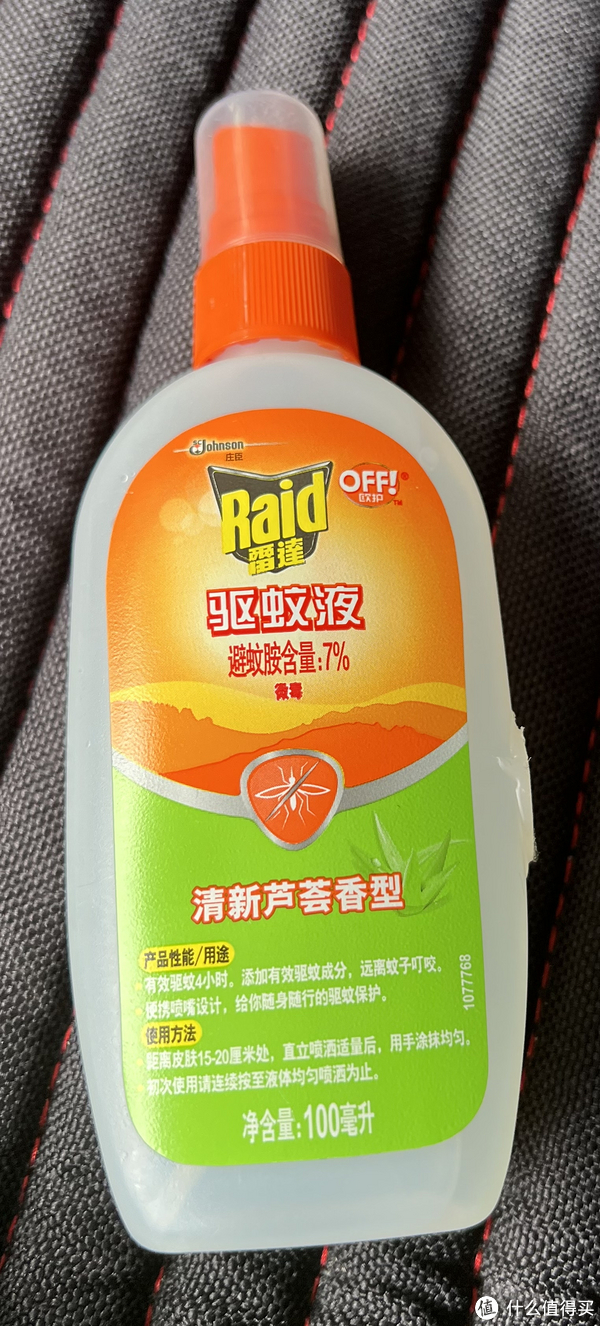 Johnson
庄臣
Raid
雷達
OFF!®
欧护™
驱蚊液
避蚊胺含量:7%
微毒
清新芦荟香型
产品性能/用途
有效驱蚊4小时。添加有效驱蚊成分，远离蚊子叮咬。
便携喷嘴设计，给你随身随行的驱蚊保护。
使用方法
距离皮肤15-20厘米处，直立喷洒适量后，用手涂抹均匀。
初次使用请连续按至液体均匀喷洒为止。
净含量:100毫升
1077768
值 什么值得买